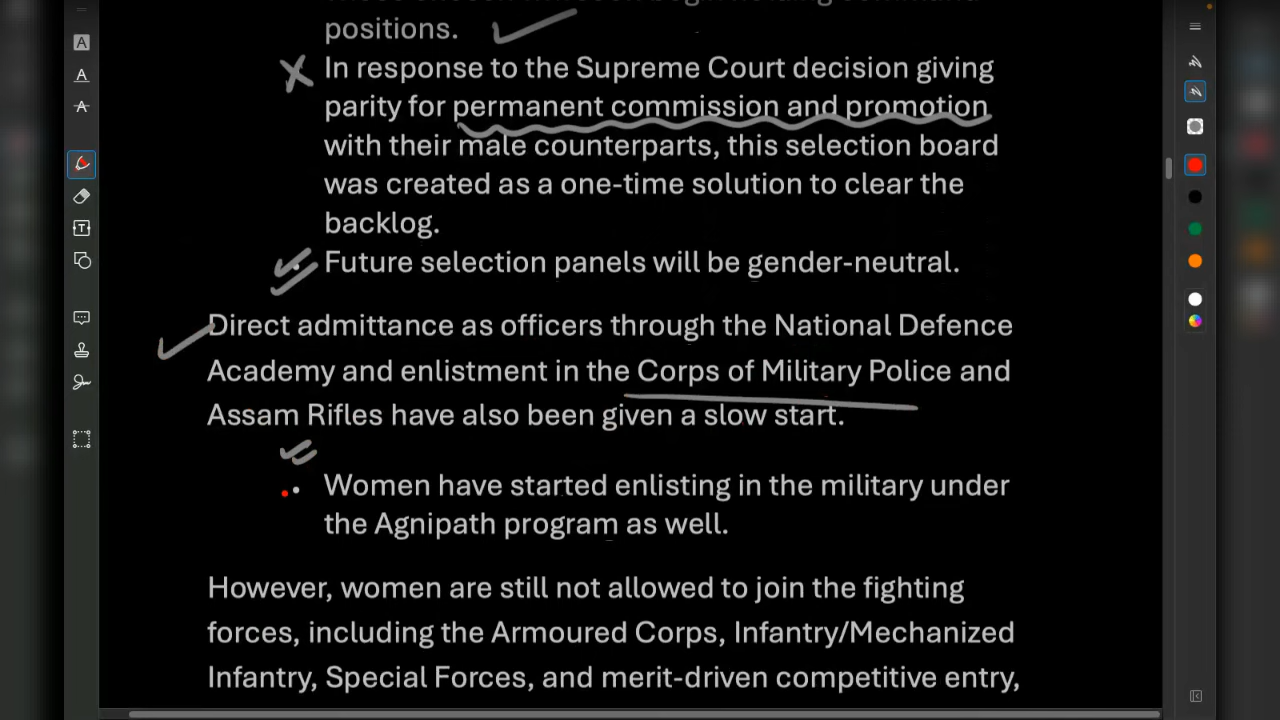 positions.
In response to the Supreme Court decision giving
parity for permanent commission and promotion
with their male counterparts, this selection board
was created as a one-time solution to clear the
backlog.
Future selection panels will be gender-neutral.
Direct admittance as officers through the National Defence
Academy and enlistment in the Corps of Military Police and
Assam Rifles have also been given a slow start.
Women have started enlisting in the military under
the Agnipath program as well.
However, women are still not allowed to join the fighting
forces, including the Armoured Corps, Infantry/Mechanized
Infantry, Special Forces, and merit-driven competitive entry,